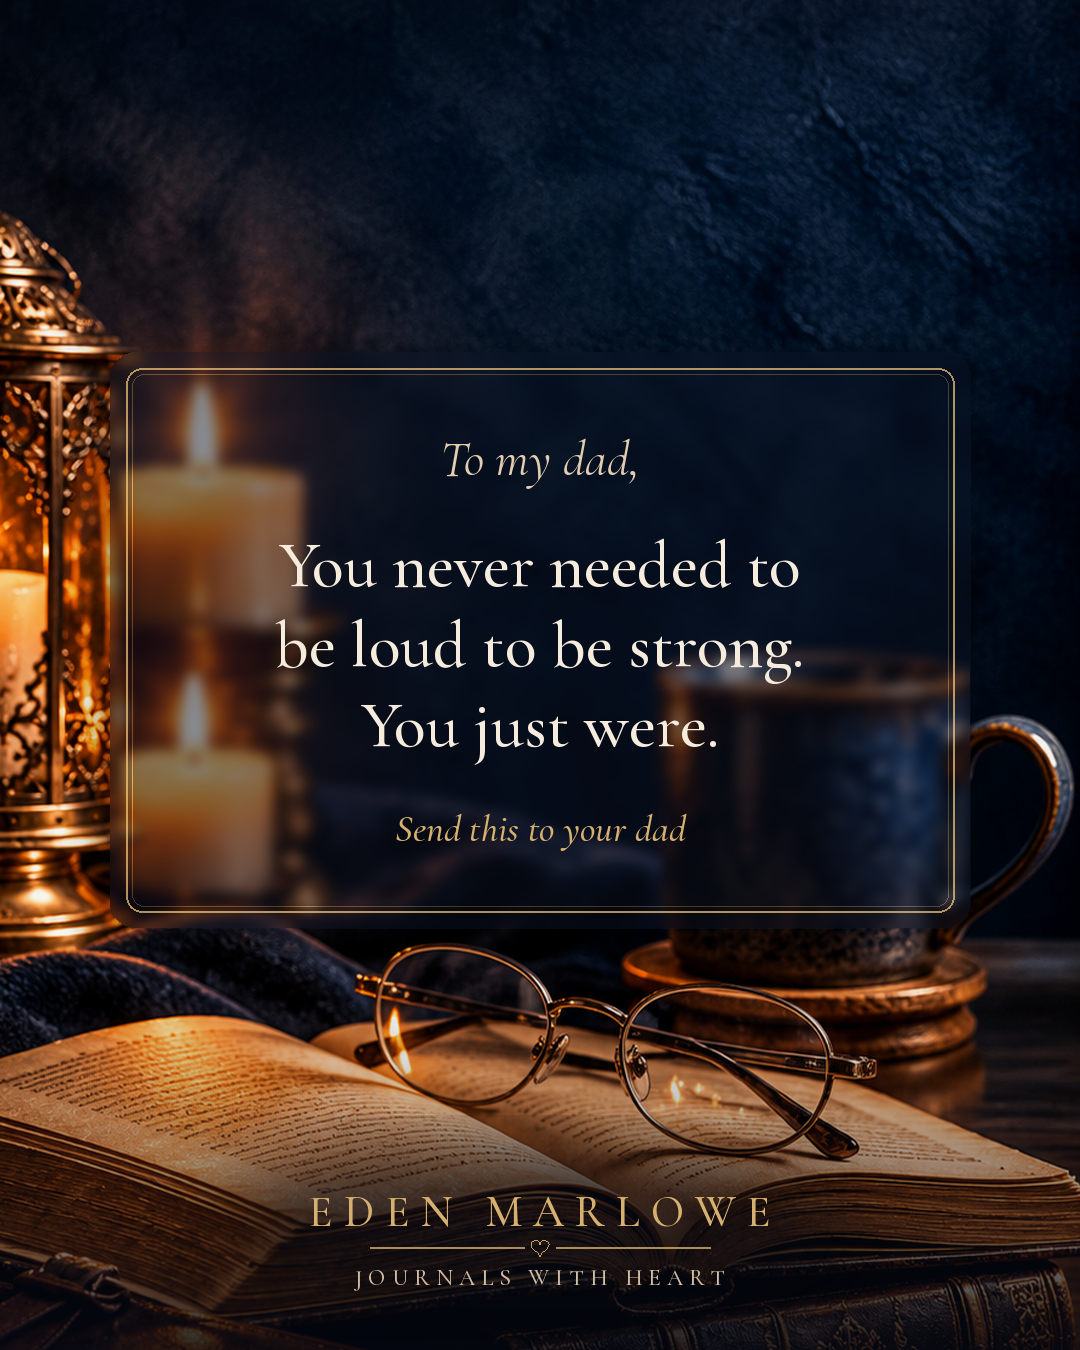 To my dad,
You never needed to
be loud to be strong.
You just were.
Send this to your dad
EDEN MARLOWE
JOURNALS WITH HEART